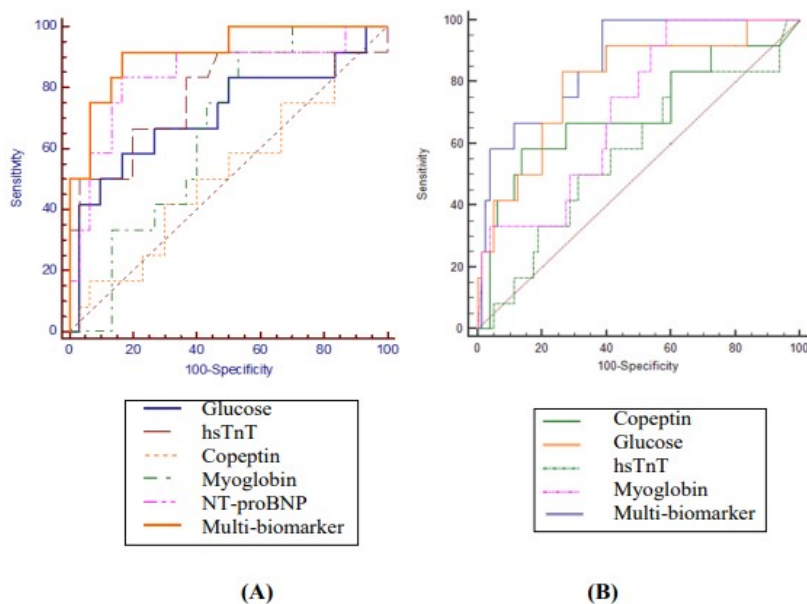 100
80
60
40
20
0
Sensitivity
0 20 40 60 80 100
100-Specificity
Glucose
hsTnT
Copeptin
Myoglobin
NT-proBNP
Multi-biomarker
(A)
B)
100
80
60
40
20
0
Sensitivity
0 20 40 60 80 100
100-Specificity
Copeptin
Glucose
hsTnT
Myoglobin
Multi-biomarker
(B)